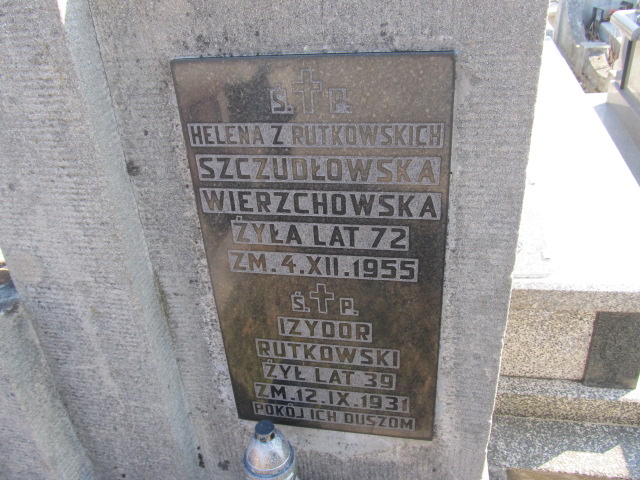 Ś. P.
HELENA Z RUTKOWSKICH
SZCZUDŁOWSKA
WIERZCHOWSKA
ŻYŁA LAT 72
ZM. 4. XII. 1955
Ś. P.
IZYDOR
RUTKOWSKI
ŻYŁ LAT 39
ZM. 12. IX. 1931
POKÓJ ICH DUSZOM